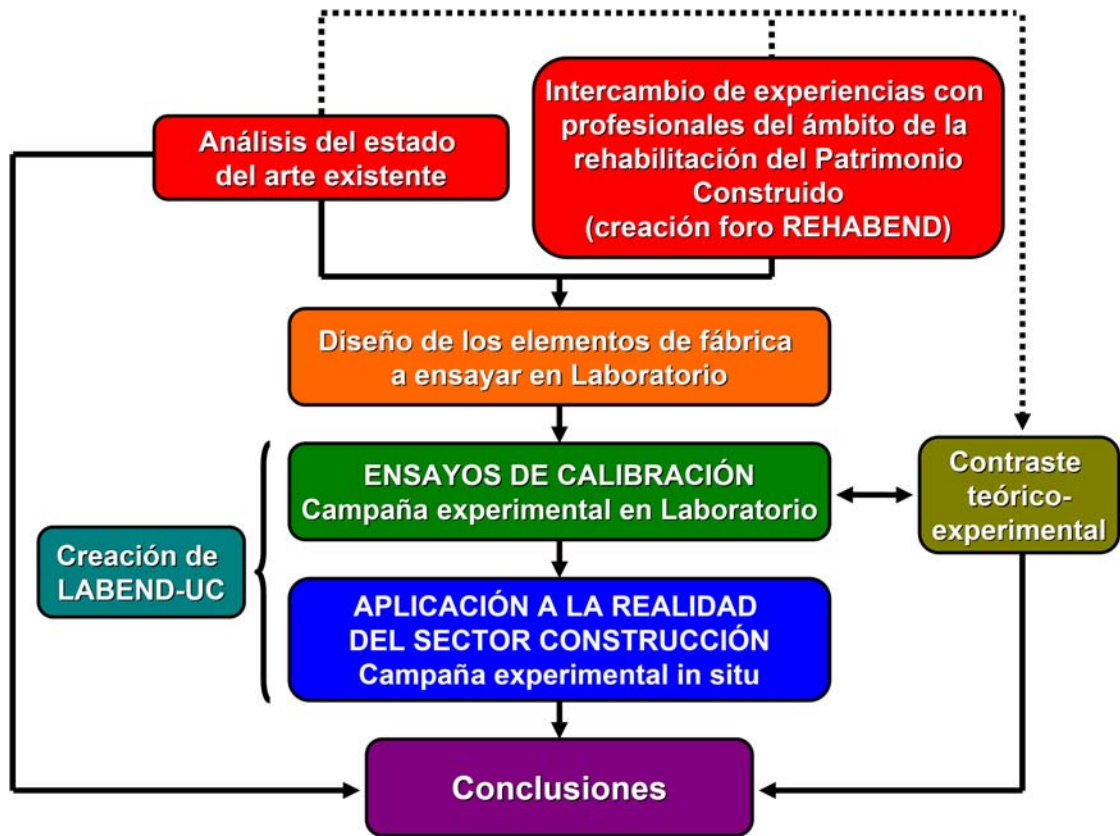 Análisis del estado
del arte existente
Intercambio de experiencias con
profesionales del ámbito de la
rehabilitación del Patrimonio
Construido
(creación foro REHABEND)
Diseño de los elementos de fábrica
a ensayar en Laboratorio
Creación de
LABEND-UC
ENSAYOS DE CALIBRACIÓN
Campaña experimental en Laboratorio
Contraste
teórico-
experimental
APLICACIÓN A LA REALIDAD
DEL SECTOR CONSTRUCCIÓN
Campaña experimental in situ
Conclusiones